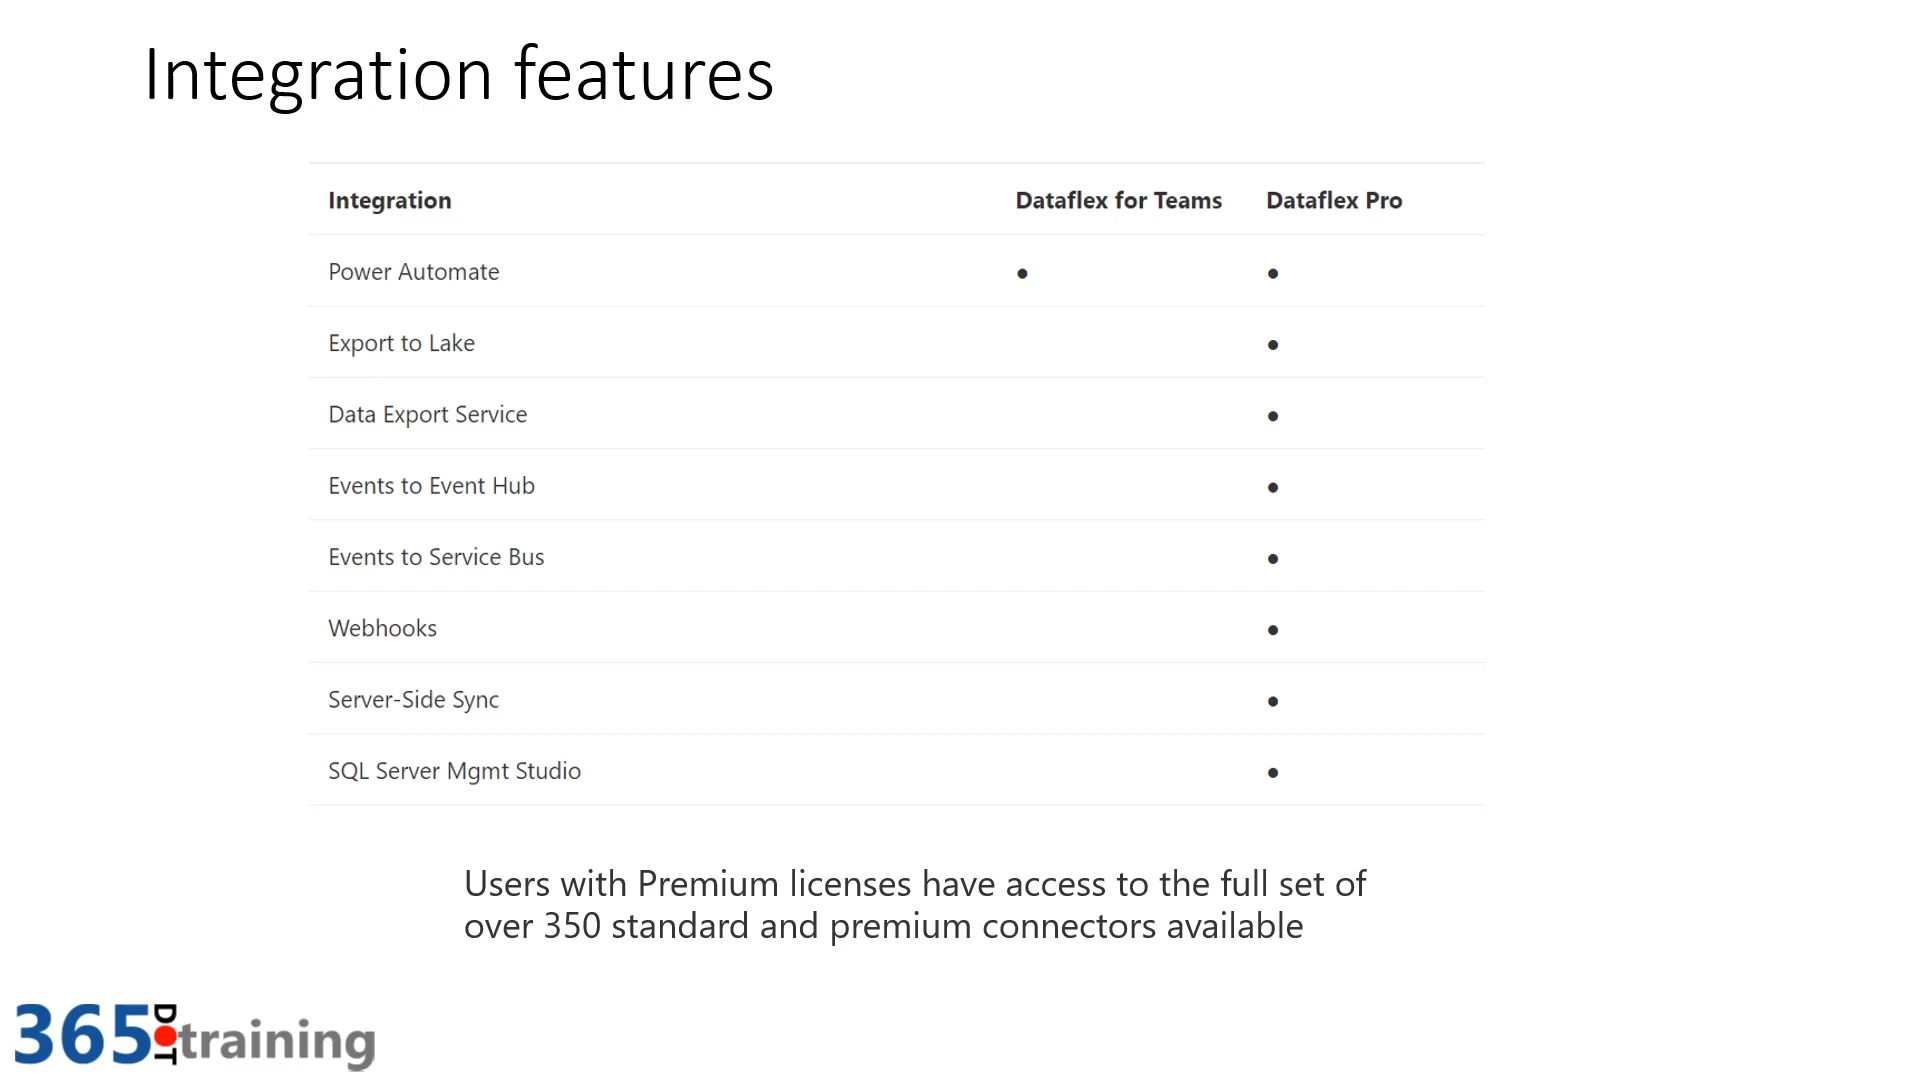 Integration features
Integration Dataflex for Teams Dataflex Pro
Power Automate ● ●
Export to Lake ●
Data Export Service ●
Events to Event Hub ●
Events to Service Bus ●
Webhooks ●
Server-Side Sync ●
SQL Server Mgmt Studio ●
Users with Premium licenses have access to the full set of
over 350 standard and premium connectors available
365 DOT training